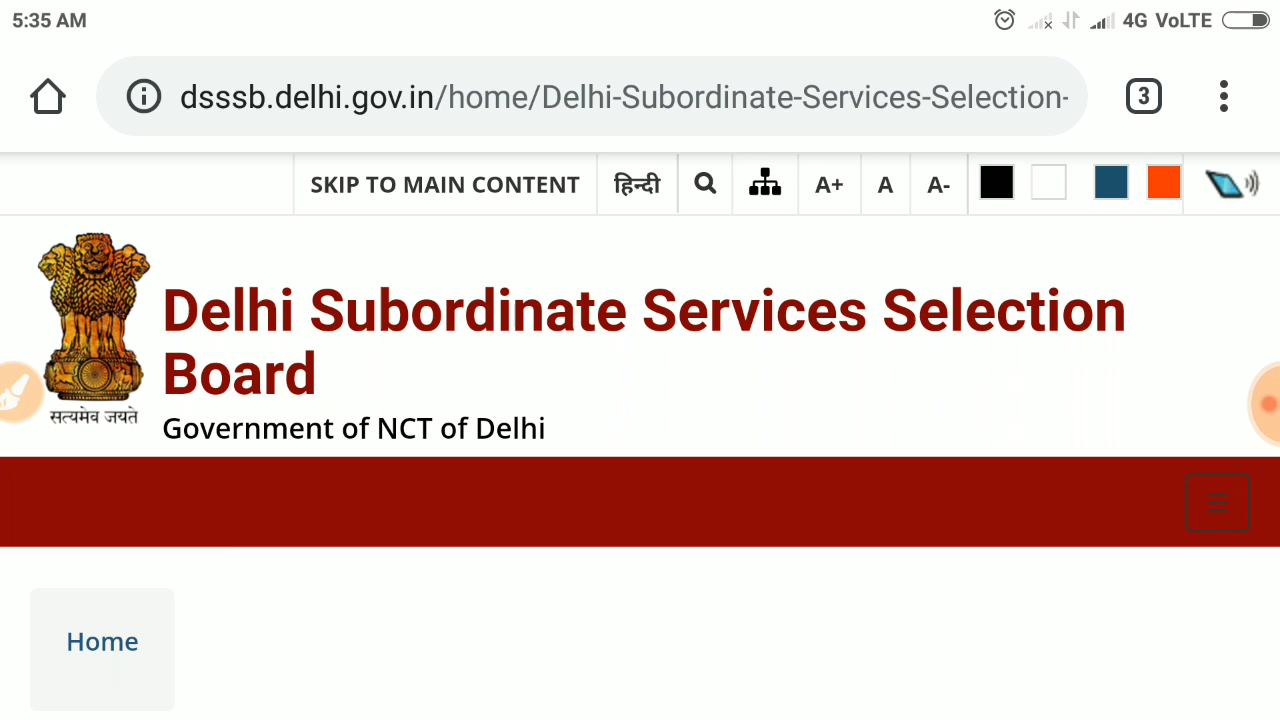 5:35 AM
4G VoLTE
dsssb.delhi.gov.in/home/Delhi-Subordinate-Services-Selection-
3
SKIP TO MAIN CONTENT
हिन्दी
A+
A
A-
Delhi Subordinate Services Selection
Board
सत्यमेव जयते
Government of NCT of Delhi
Home